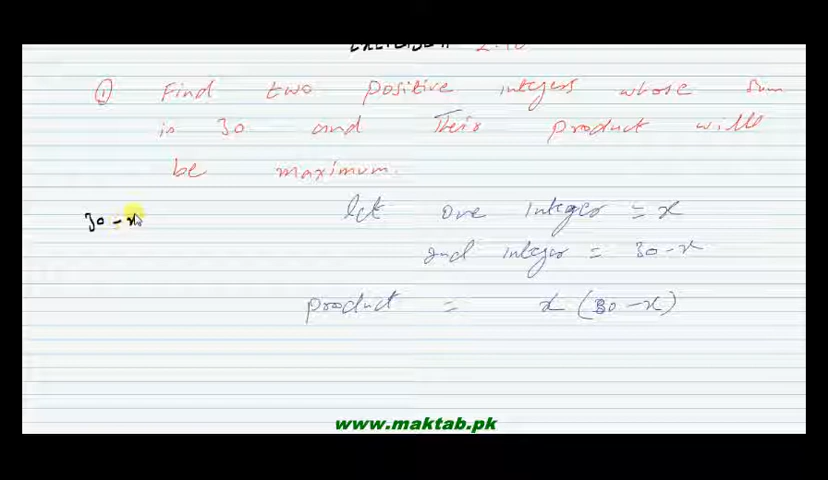 ① Find two positive integers whose sum
is 30 and Their product will
be maximum.
let one integer = x
30 - x
2nd integer = 30 - x
product = x (30 - x)
www.maktab.pk